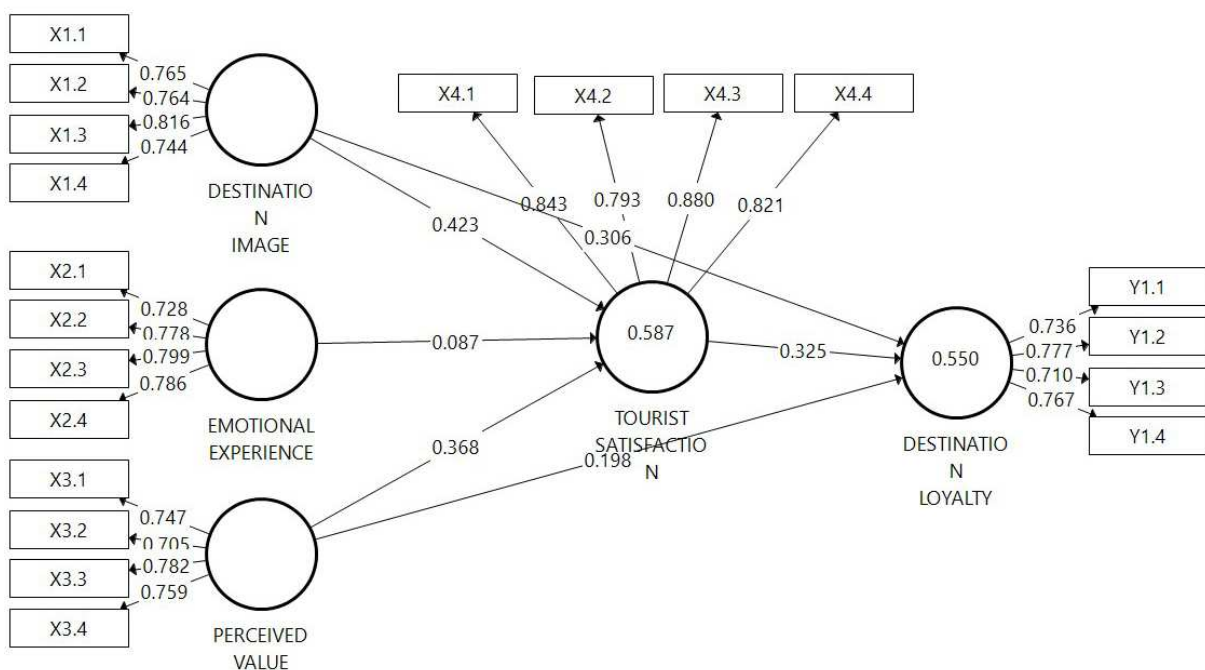 X1.1
X1.2
X1.3
X1.4
0.765
0.764
0.816
0.744
DESTINATIO
N
IMAGE
X4.1
X4.2
X4.3
X4.4
0.843
0.793
0.880
0.821
0.423
0.306
X2.1
X2.2
X2.3
X2.4
0.728
0.778
0.799
0.786
EMOTIONAL
EXPERIENCE
0.087
0.587
TOURIST
SATISFACTIO
N
0.325
0.550
DESTINATIO
N
LOYALTY
0.736
0.777
0.710
0.767
Y1.1
Y1.2
Y1.3
Y1.4
0.368
0.198
X3.1
X3.2
X3.3
X3.4
0.747
0.705
0.782
0.759
PERCEIVED
VALUE